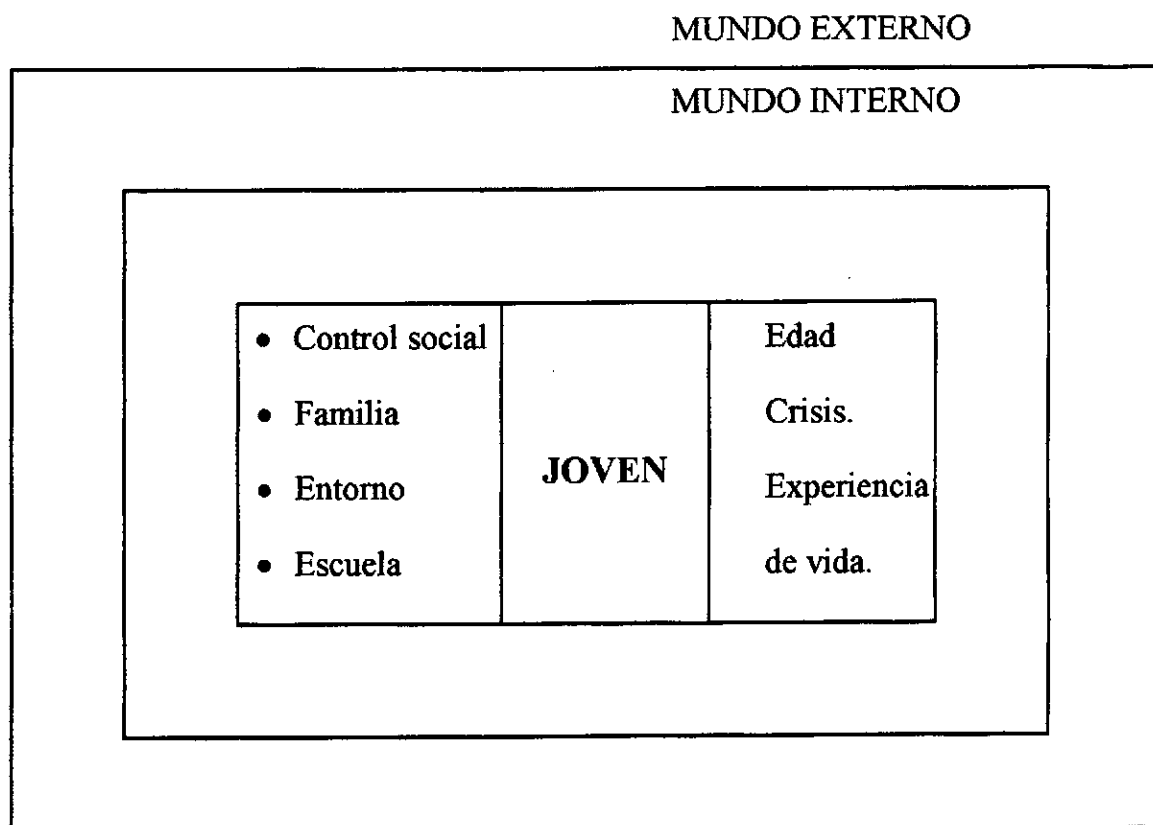 MUNDO EXTERNO
MUNDO INTERNO
• Control social
• Familia
• Entorno
• Escuela
JOVEN
Edad
Crisis.
Experiencia
de vida.